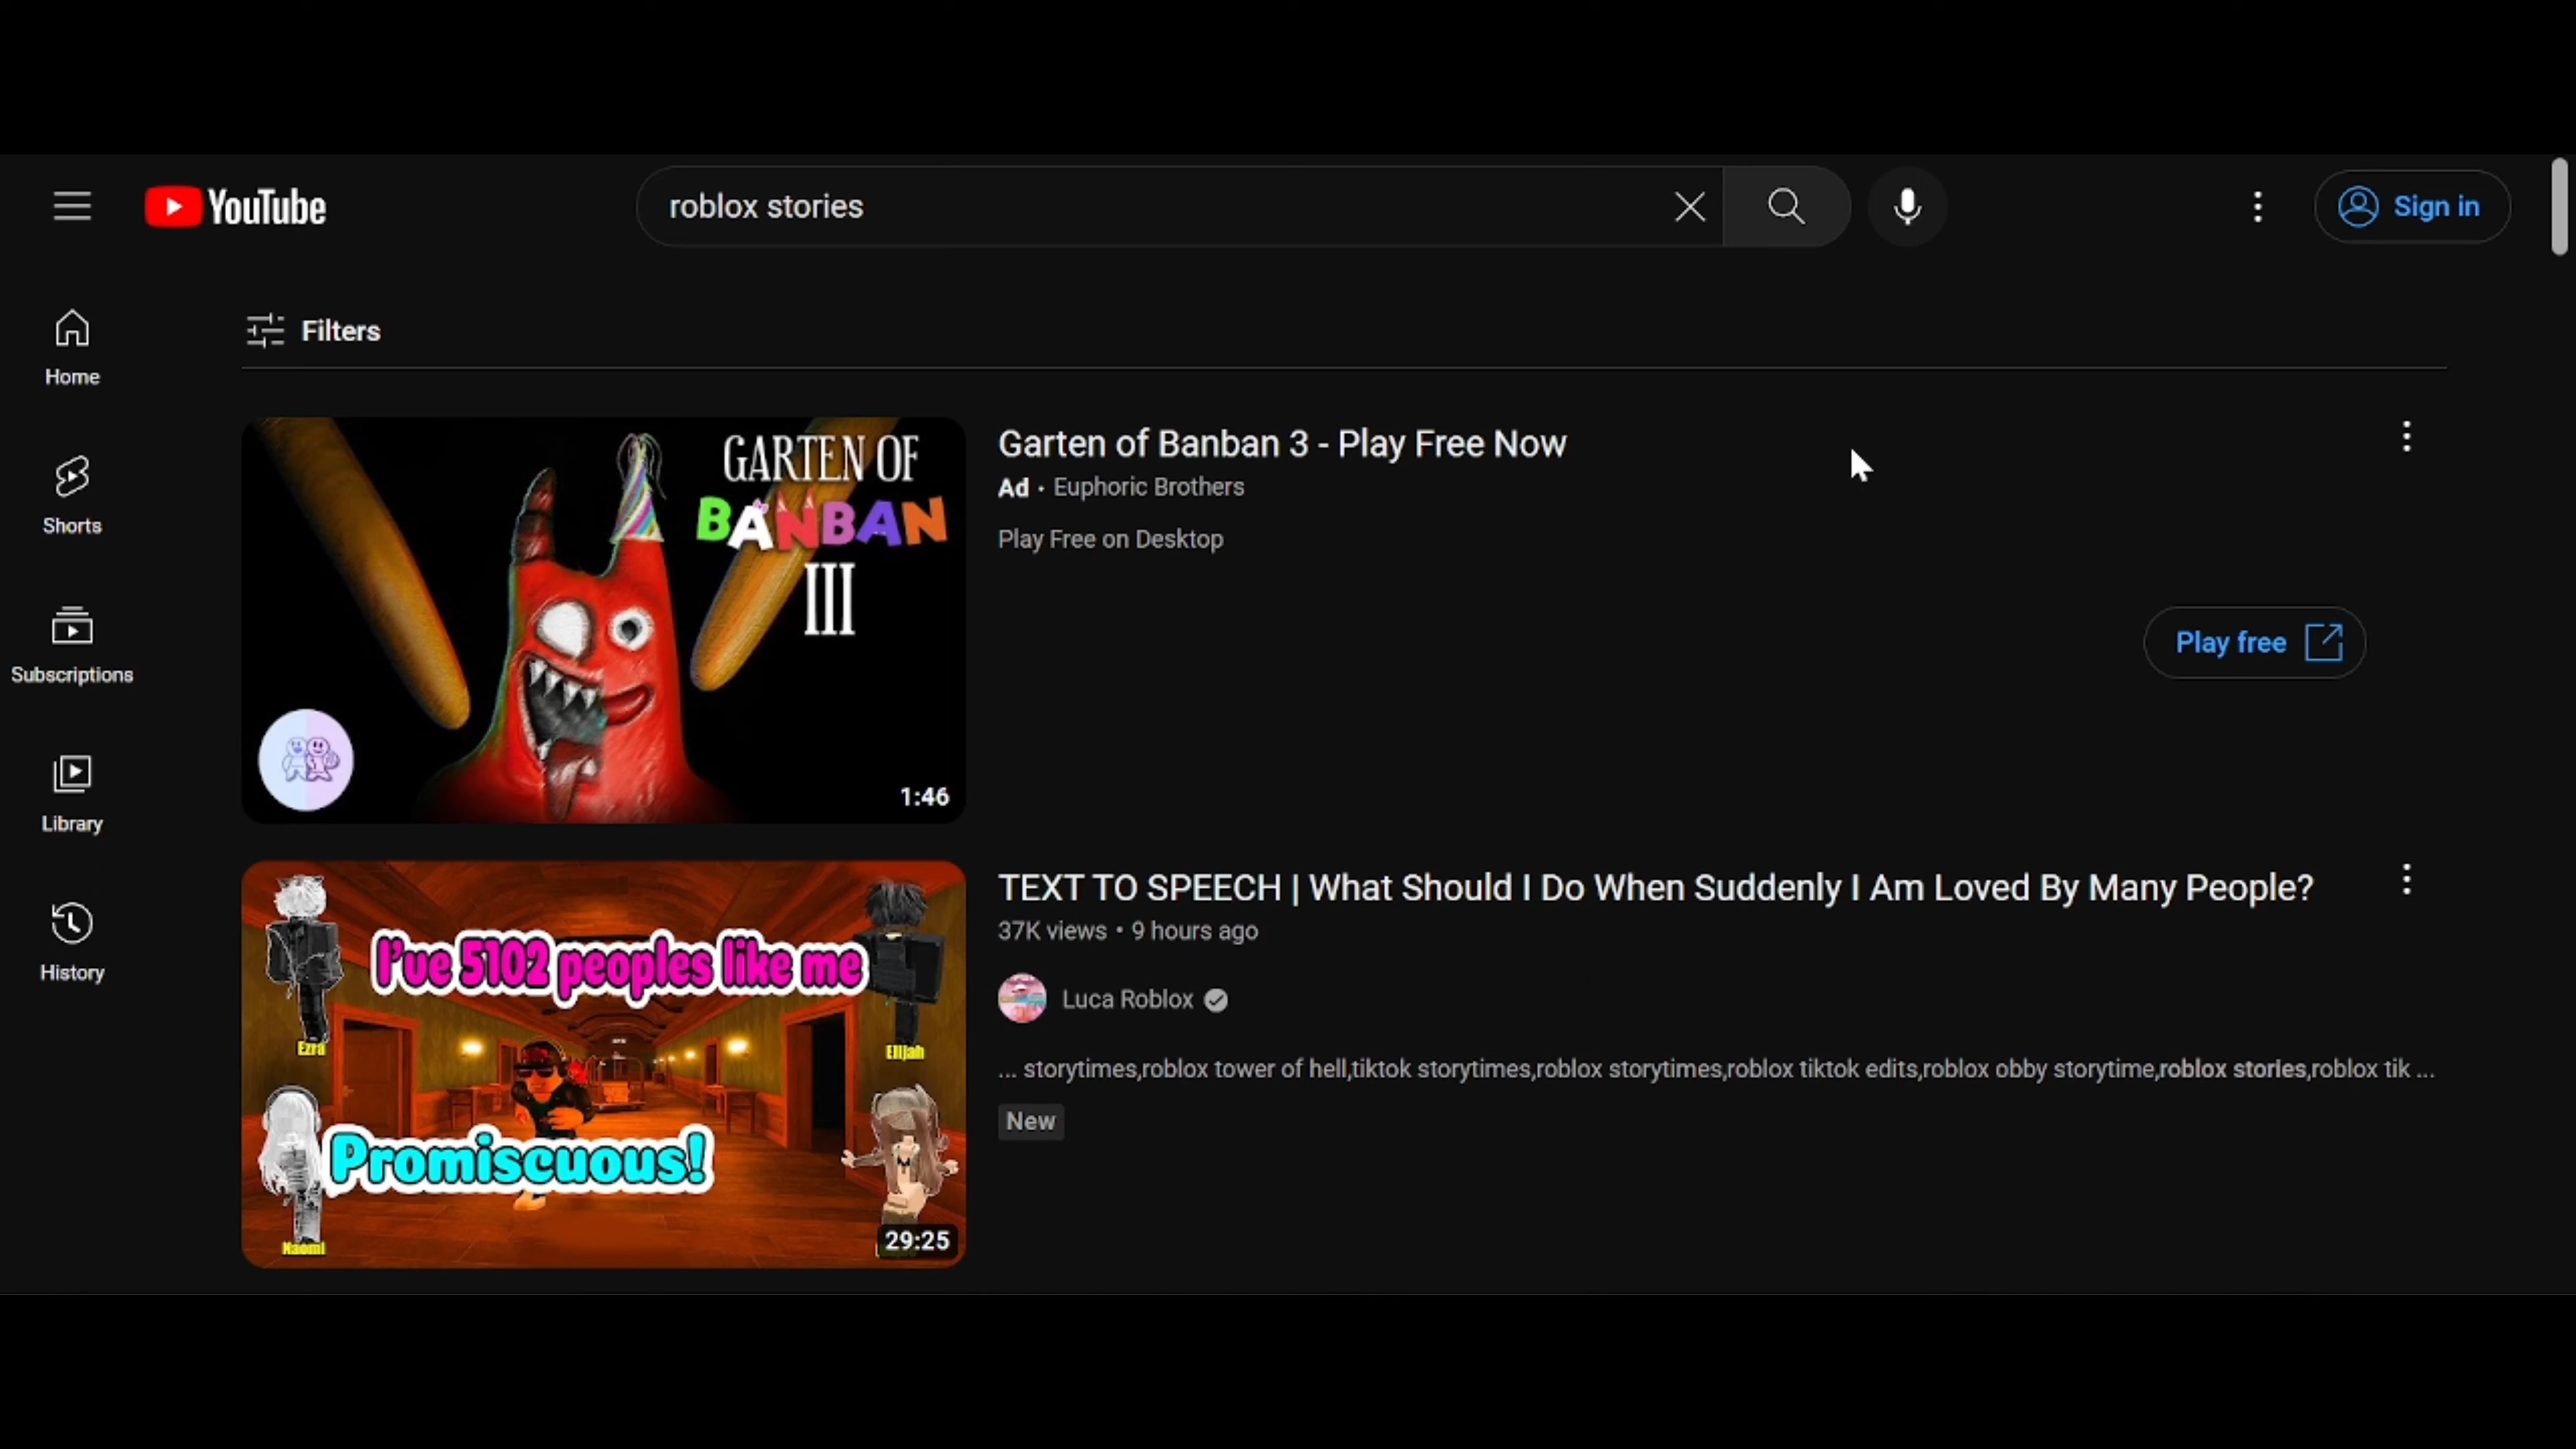 YouTube
roblox stories
Sign in
Home
Shorts
Subscriptions
Library
History
Filters
GARTEN OF
BANBAN
III
1:46
Garten of Banban 3 - Play Free Now
Ad • Euphoric Brothers
Play Free on Desktop
Play free
I've 5102 peoples like me
Ezra
Elijah
Promiscuous!
Naomi
29:25
TEXT TO SPEECH | What Should I Do When Suddenly I Am Loved By Many People?
37K views • 9 hours ago
Luca Roblox
... storytimes,roblox tower of hell,tiktok storytimes,roblox storytimes,roblox tiktok edits,roblox obby storytime,roblox stories,roblox tik ...
New